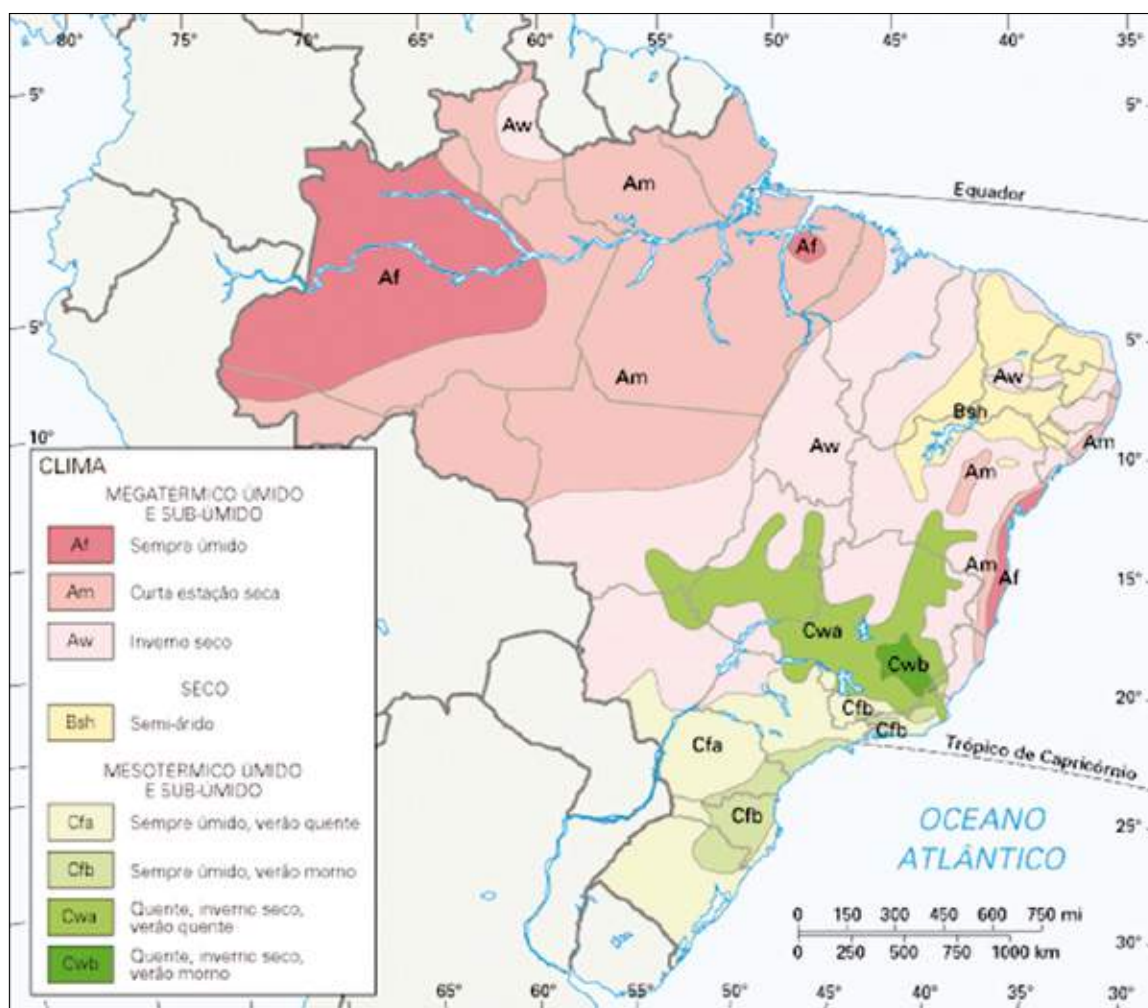 80° 75° 70° 65° 60° 55° 50° 45° 40° 35°
5° 5°
Aw
Am
Equador
Af
Af
5° 5°
Am
Aw
Bsh
10°
Aw
Am
Am
10°
CLIMA
MEGATERMICO ÚMIDO
E SUB-ÚMIDO
Af Sempre úmido
Am Curta estação seca
Aw Inverno seco
SECO
Bsh Semi-árido
MESOTERMICO ÚMIDO
E SUB-ÚMIDO
Cfa Sempre úmido, verão quente
Cfb Sempre úmido, verão morno
Cwa Quente, inverno seco,
verão quente
Cwb Quente, inverno seco,
verão morno
Am
Af
15°
Cwa
Cwb
20°
Cfb
Cfb
Cfa
Trópico de Capricórnio
Cfb
25°
OCEANO
ATLÂNTICO
0 150 300 450 600 750 mi
0 250 500 750 1000 km
30°
65° 60° 55° 50° 45° 40° 35° 30°